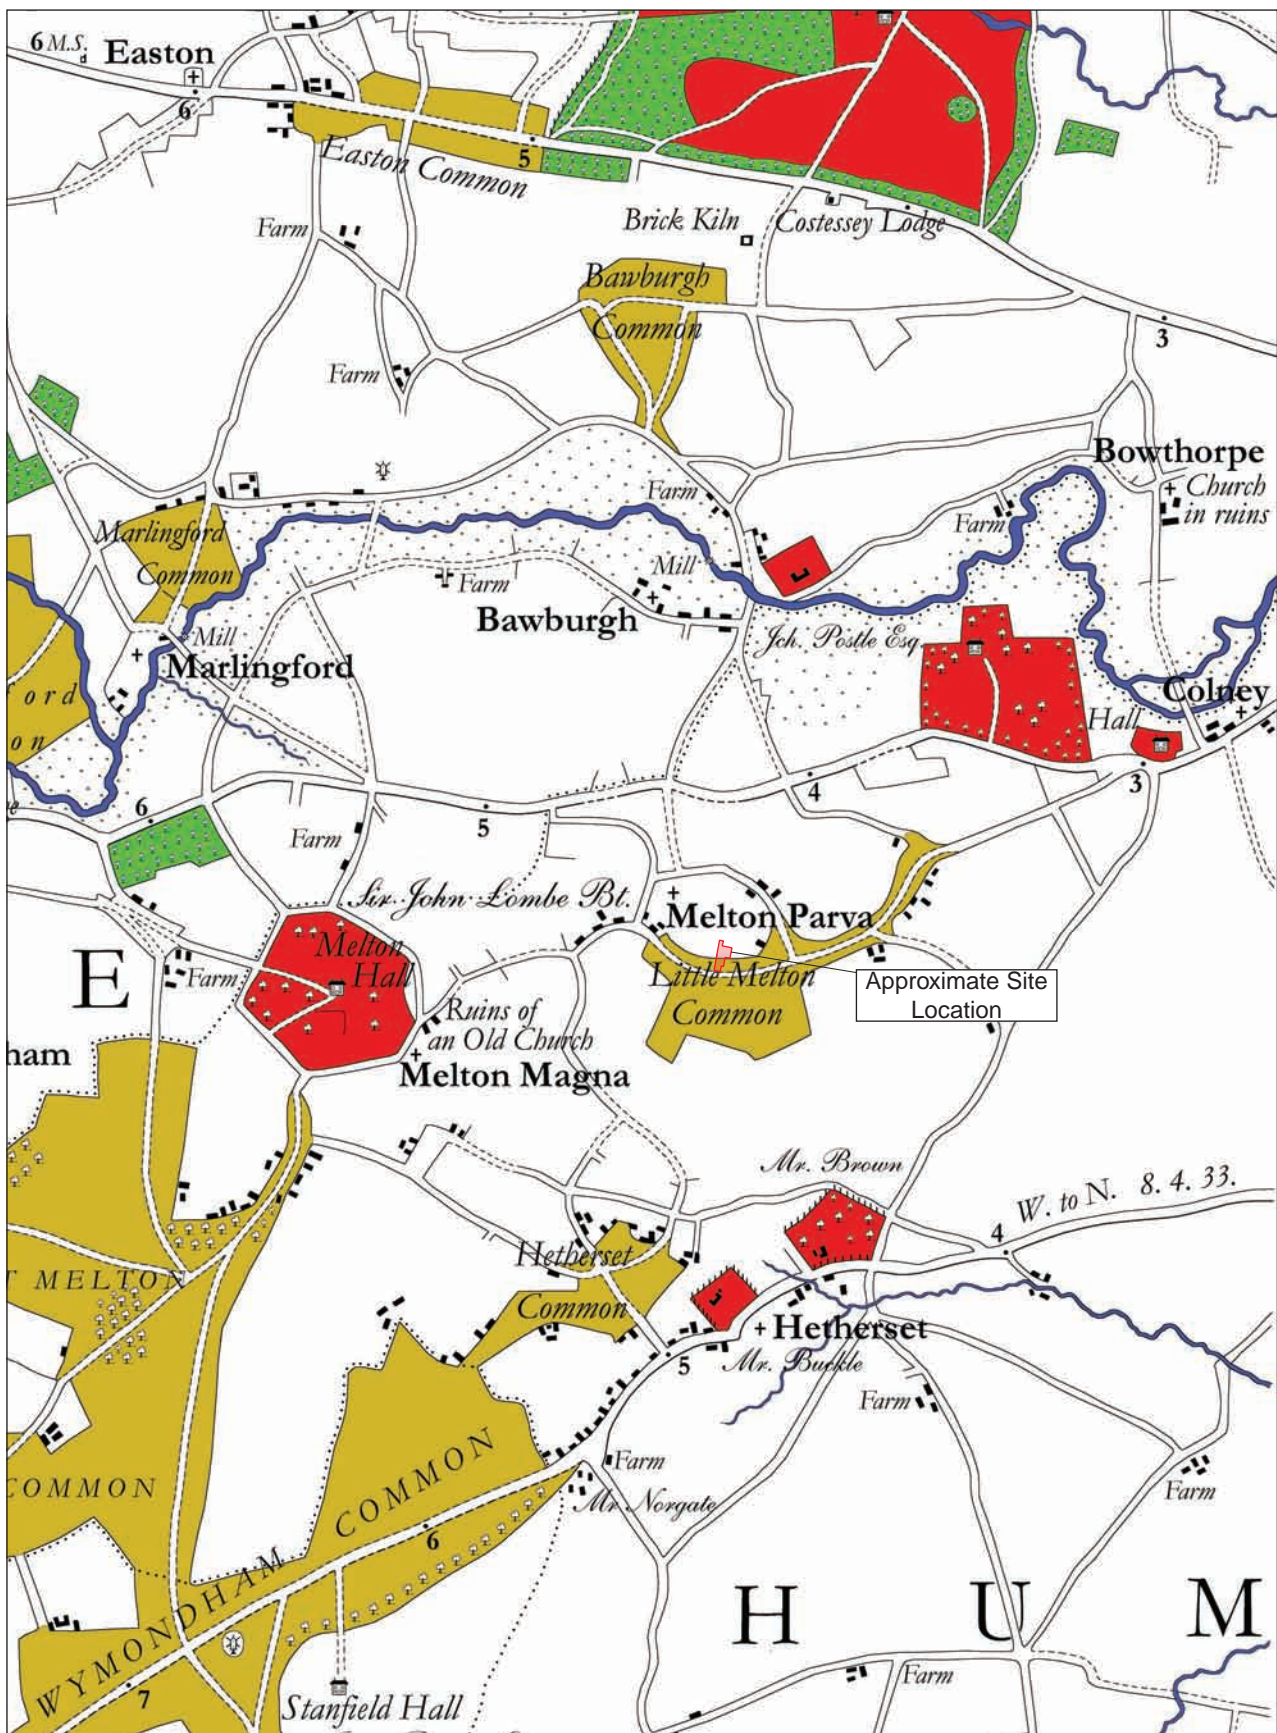 6 M.S.
Easton
6
Easton Common
5
Brick Kiln
Costessey Lodge
Farm
Bawburgh
Common
3
Farm
Bowthorpe
Church
in ruins
Farm
Farm
Marlingford
Common
Mill
Farm
Bawburgh
Jch. Postle Esq.
Mill
Marlingford
ford
on
Colney
Hall
3
4
6
5
e
Farm
Sir John Lombe Bt.
Melton Parva
Melton
Hall
Farm
E
Little Melton
Common
Approximate Site
Location
Ruins of
an Old Church
ham
Melton Magna
Mr. Brown
W. to N. 8. 4. 33.
4
T MELTON
Hetherset
Common
Hetherset
5
Mr. Buckle
Farm
COMMON
Farm
Mr Norgate
Farm
WYMONDHAM COMMON
6
7
H U M
Farm
Stanfield Hall